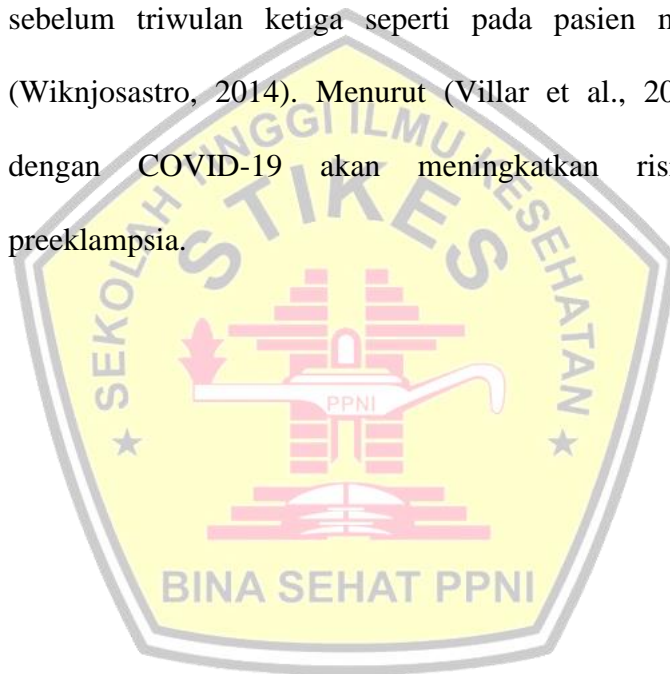 sebelum triwulan ketiga seperti pada pasien
(Wiknjosastro, 2014). Menurut (Villar et al., 20
dengan COVID-19 akan meningkatkan
preeklampsia.
SEKOLAH TINGGI ILMU KESEHATAN
STIKES
PPNI
BINA SEHAT PPNI